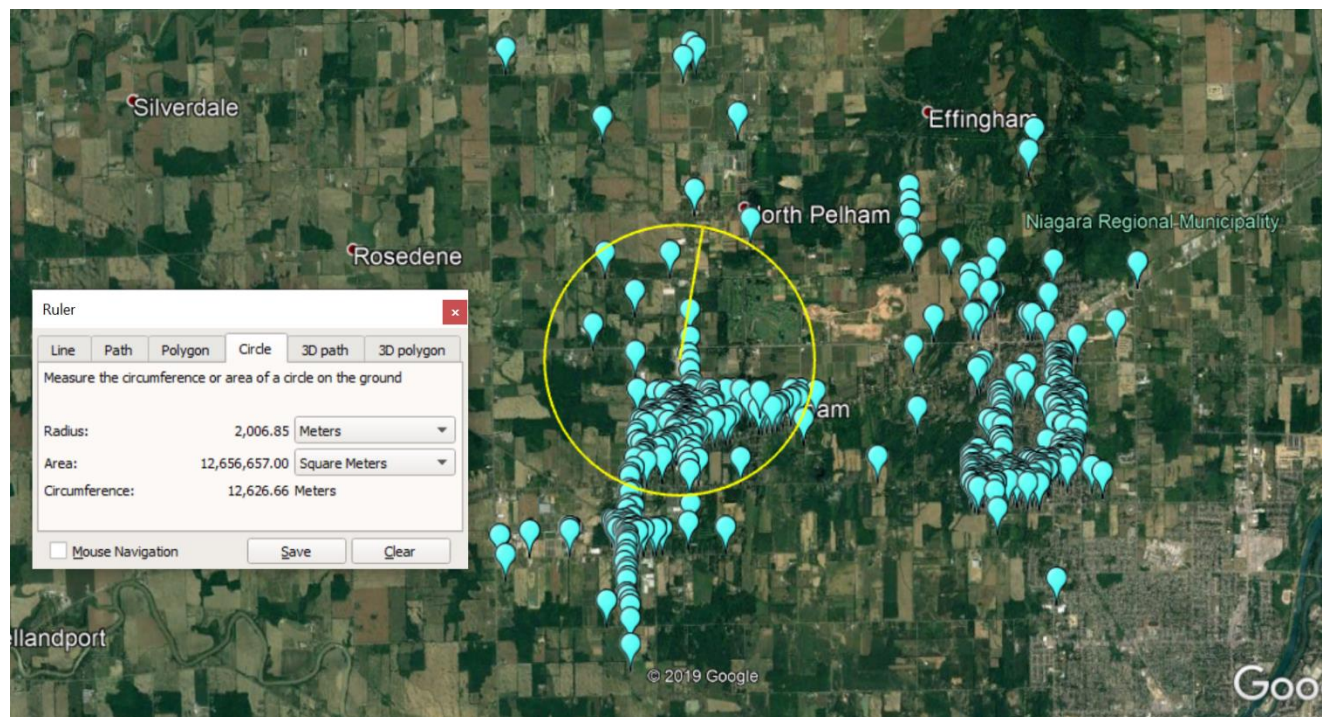 Silverdale
Effingham
North Pelham
Niagara Regional Municipality
Rosedene
Ruler
x
Line Path Polygon Circle 3D path 3D polygon
Measure the circumference or area of a circle on the ground
Radius: 2,006.85 Meters
Area: 12,656,657.00 Square Meters
Circumference: 12,626.66 Meters
am
Mouse Navigation Save Clear
llandport
© 2019 Google
Goo